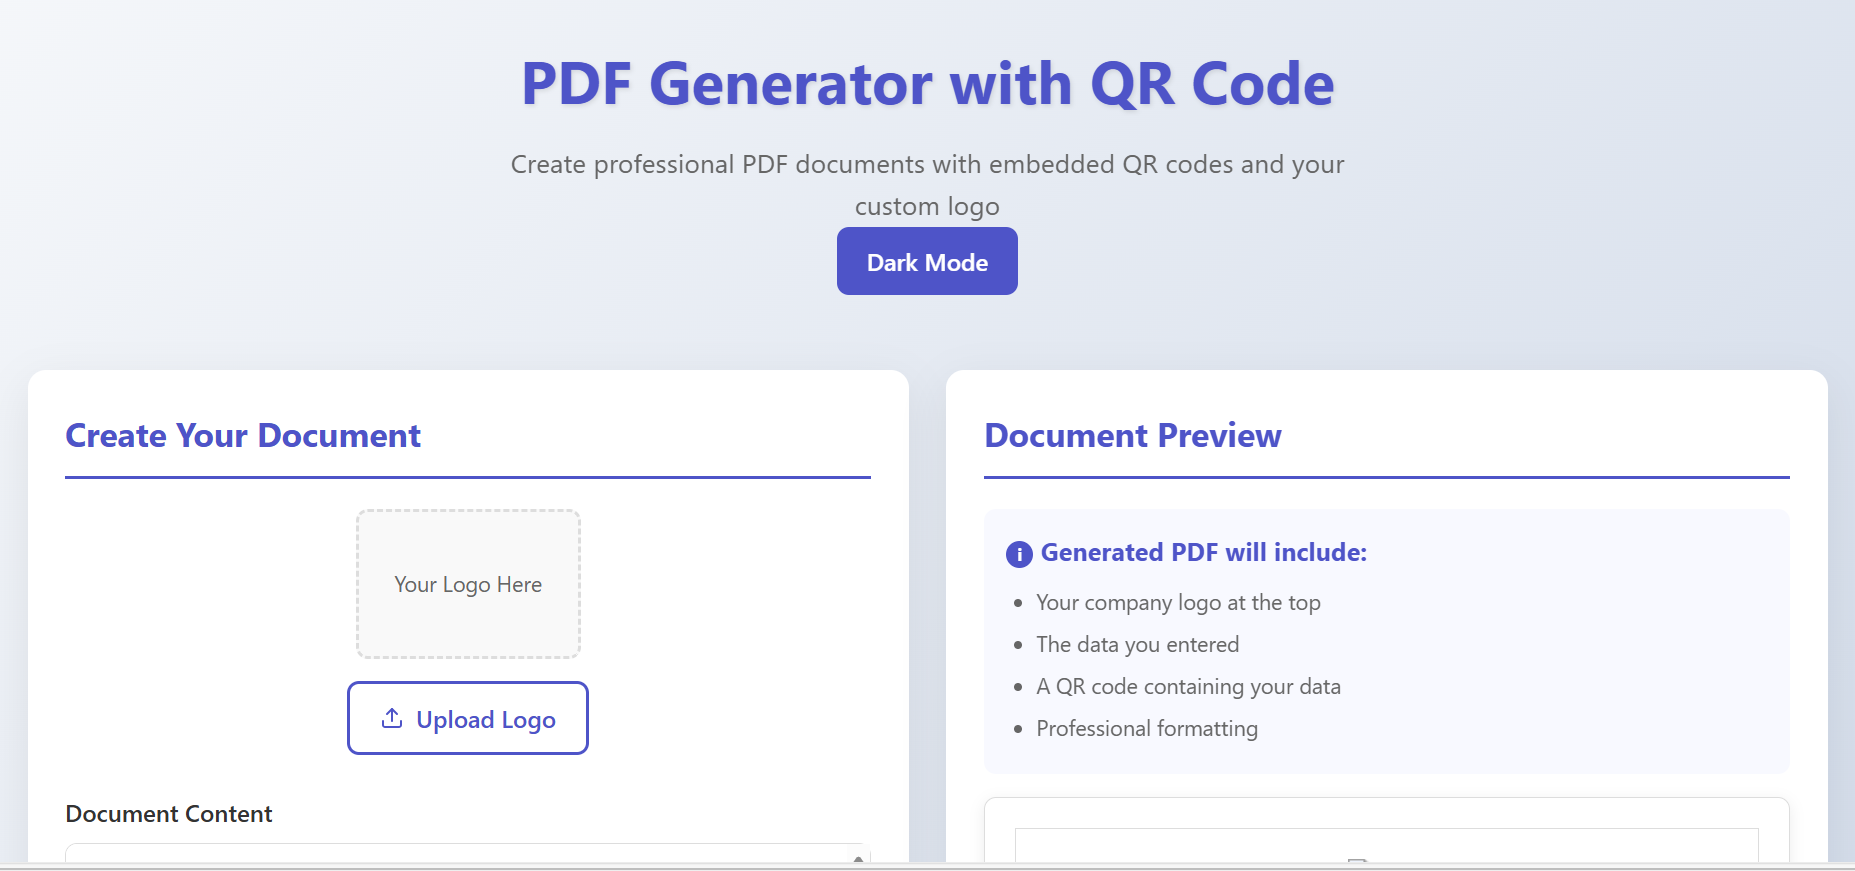 PDF Generator with QR Code
Create professional PDF documents with embedded QR codes and your
custom logo
Dark Mode
Create Your Document
Your Logo Here
Upload Logo
Document Content
Document Preview
Generated PDF will include:
Your company logo at the top
The data you entered
A QR code containing your data
Professional formatting